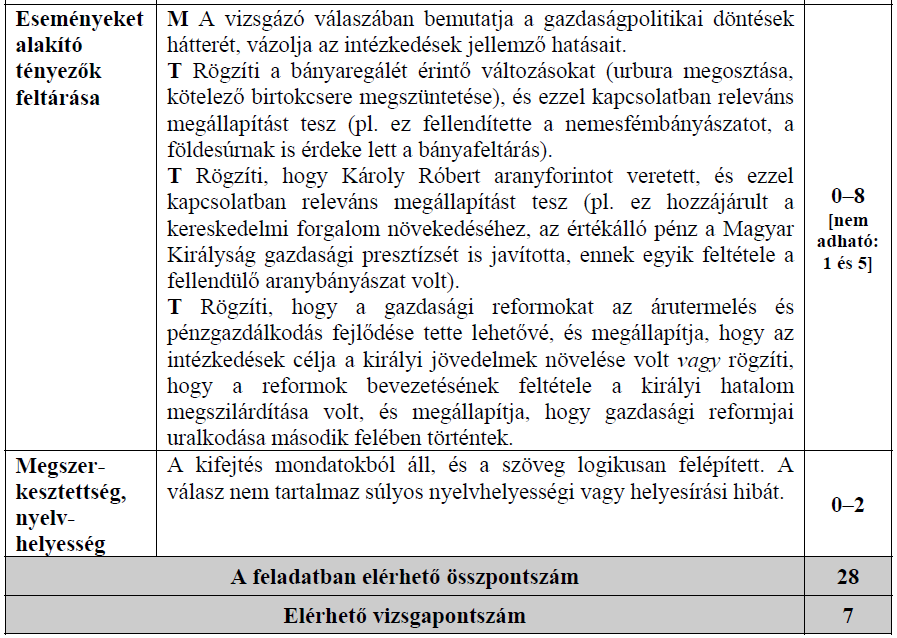 Eseményeket
alakító
tényezők
feltárása
M A vizsgázó válaszában bemutatja a gazdaságpolitikai döntések
hátterét, vázolja az intézkedések jellemző hatásait.
T Rögzíti a bányaregálét érintő változásokat (urbura megosztása,
kötelező birtokcsere megszüntetése), és ezzel kapcsolatban releváns
megállapítást tesz (pl. ez fellendítette a nemesfémbányászatot, a
földesúrnak is érdeke lett a bányafeltárás).
T Rögzíti, hogy Károly Róbert aranyforintot veretett, és ezzel
kapcsolatban releváns megállapítást tesz (pl. ez hozzájárult a
kereskedelmi forgalom növekedéséhez, az értékálló pénz a Magyar
Királyság gazdasági presztízsét is javította, ennek egyik feltétele a
fellendülő aranybányászat volt).
T Rögzíti, hogy a gazdasági reformokat az árutermelés és
pénzgazdálkodás fejlődése tette lehetővé, és megállapítja, hogy az
intézkedések célja a királyi jövedelmek növelése volt vagy rögzíti,
hogy a reformok bevezetésének feltétele a királyi hatalom
megszilárdítása volt, és megállapítja, hogy gazdasági reformjai
uralkodása második felében történtek.
0–8
[nem
adható:
1 és 5]
Megszer-
kesztettség,
nyelv-
helyesség
A kifejtés mondatokból áll, és a szöveg logikusan felépített. A
válasz nem tartalmaz súlyos nyelvhelyességi vagy helyesírási hibát.
0–2
A feladatban elérhető összpontszám
28
Elérhető vizsgapontszám
7